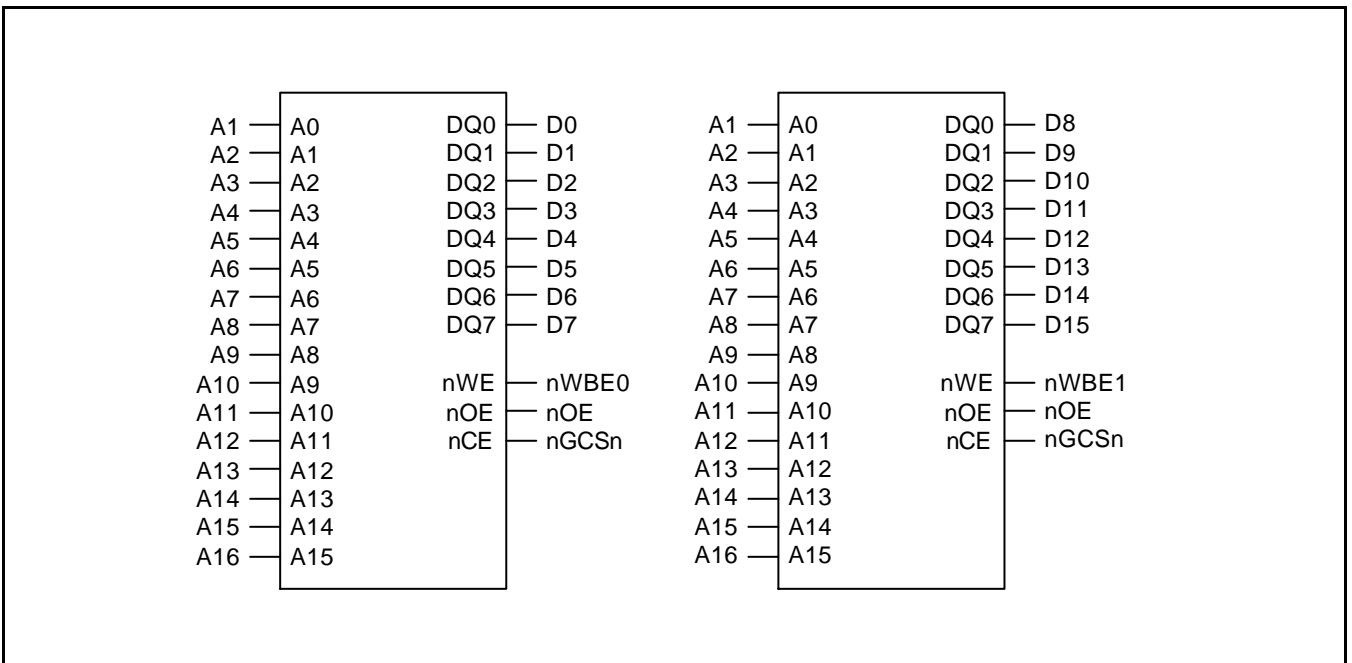 A1 A0 DQ0 D0
A2 A1 DQ1 D1
A3 A2 DQ2 D2
A4 A3 DQ3 D3
A5 A4 DQ4 D4
A6 A5 DQ5 D5
A7 A6 DQ6 D6
A8 A7 DQ7 D7
A9 A8
A10 A9 nWE nWBE0
A11 A10 nOE nOE
A12 A11 nCE nGCSn
A13 A12
A14 A13
A15 A14
A16 A15
A1 A0 DQ0 D8
A2 A1 DQ1 D9
A3 A2 DQ2 D10
A4 A3 DQ3 D11
A5 A4 DQ4 D12
A6 A5 DQ5 D13
A7 A6 DQ6 D14
A8 A7 DQ7 D15
A9 A8
A10 A9 nWE nWBE1
A11 A10 nOE nOE
A12 A11 nCE nGCSn
A13 A12
A14 A13
A15 A14
A16 A15